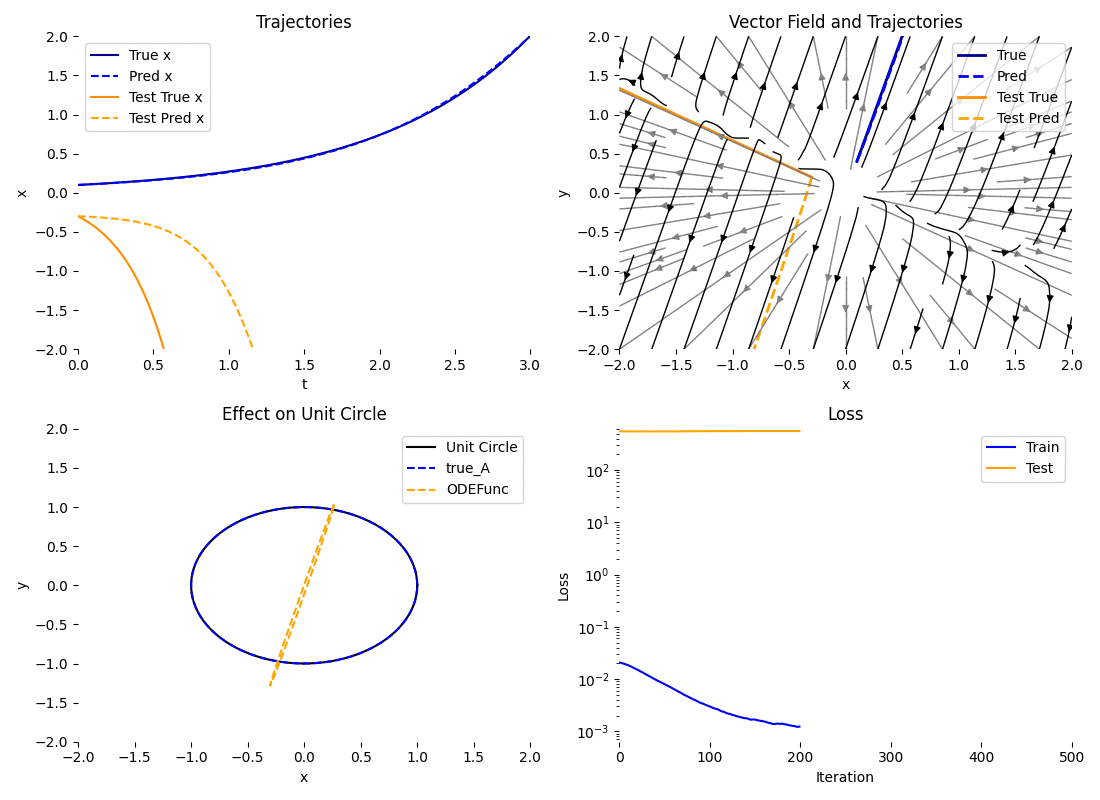 Trajectories
2.0
1.5
1.0
0.5
0.0
−0.5
−1.0
−1.5
−2.0
x
True x
Pred x
Test True x
Test Pred x
0.0 0.5 1.0 1.5 2.0 2.5 3.0
t
Vector Field and Trajectories
2.0
1.5
1.0
0.5
0.0
−0.5
−1.0
−1.5
−2.0
y
True
Pred
Test True
Test Pred
−2.0 −1.5 −1.0 −0.5 0.0 0.5 1.0 1.5 2.0
x
Effect on Unit Circle
2.0
1.5
1.0
0.5
0.0
−0.5
−1.0
−1.5
−2.0
y
Unit Circle
true_A
ODEFunc
−2.0 −1.5 −1.0 −0.5 0.0 0.5 1.0 1.5 2.0
x
Loss
10²
10¹
10⁰
10⁻¹
10⁻²
10⁻³
Loss
Train
Test
0 100 200 300 400 500
Iteration